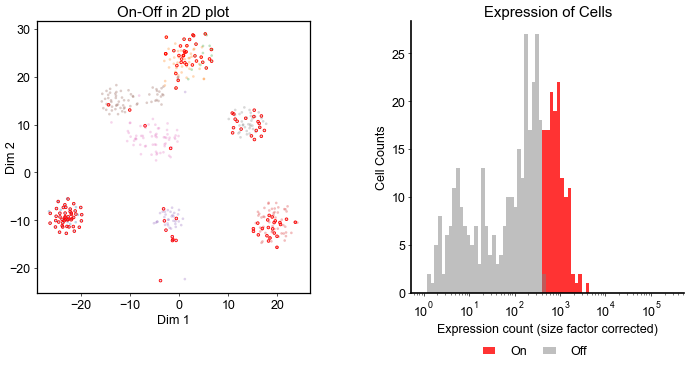 On-Off in 2D plot
30
20
10
0
−10
−20
Dim 2
−20 −10 0 10 20
Dim 1
Expression of Cells
25
20
15
10
5
0
Cell Counts
10^0 10^1 10^2 10^3 10^4 10^5
Expression count (size factor corrected)
On Off